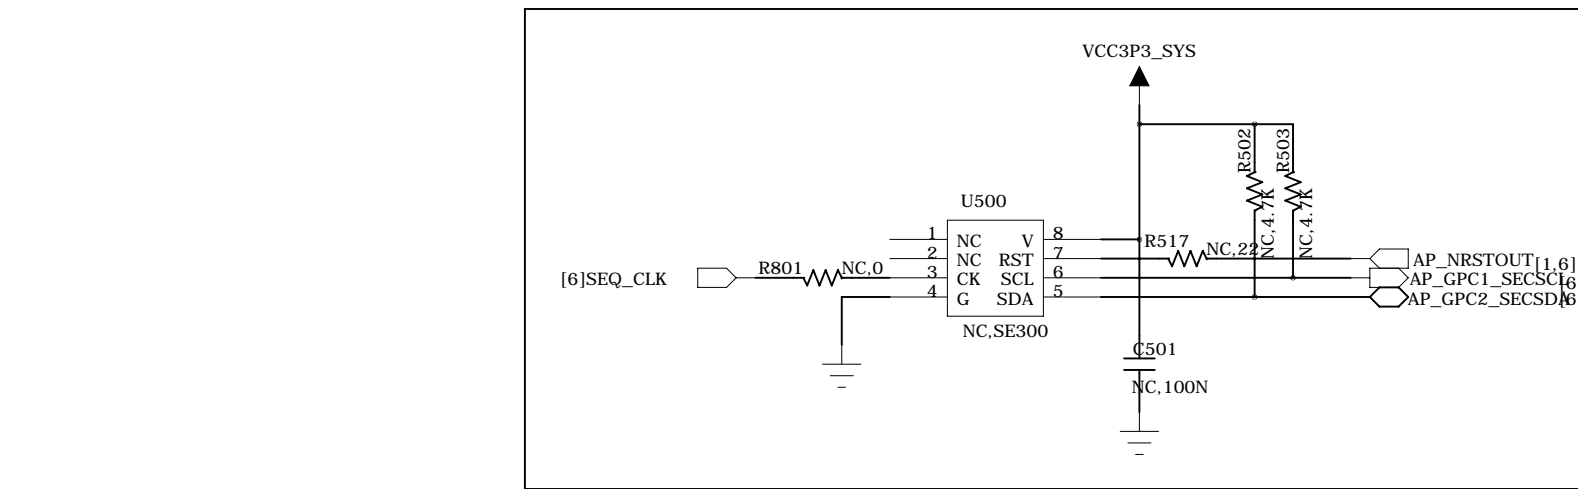 VCC3P3_SYS
R502
R503
NC,4.7K
NC,4.7K
U500
1
2
3
4
NC
NC
CK
G
V
RST
SCL
SDA
8
7
6
5
NC,SE300
[6]SEQ_CLK
R801
NC,0
R517
NC,22
AP_NRSTOUT[1,6]
AP_GPC1_SECSCL[6
AP_GPC2_SECSDA[6
C501
NC,100N